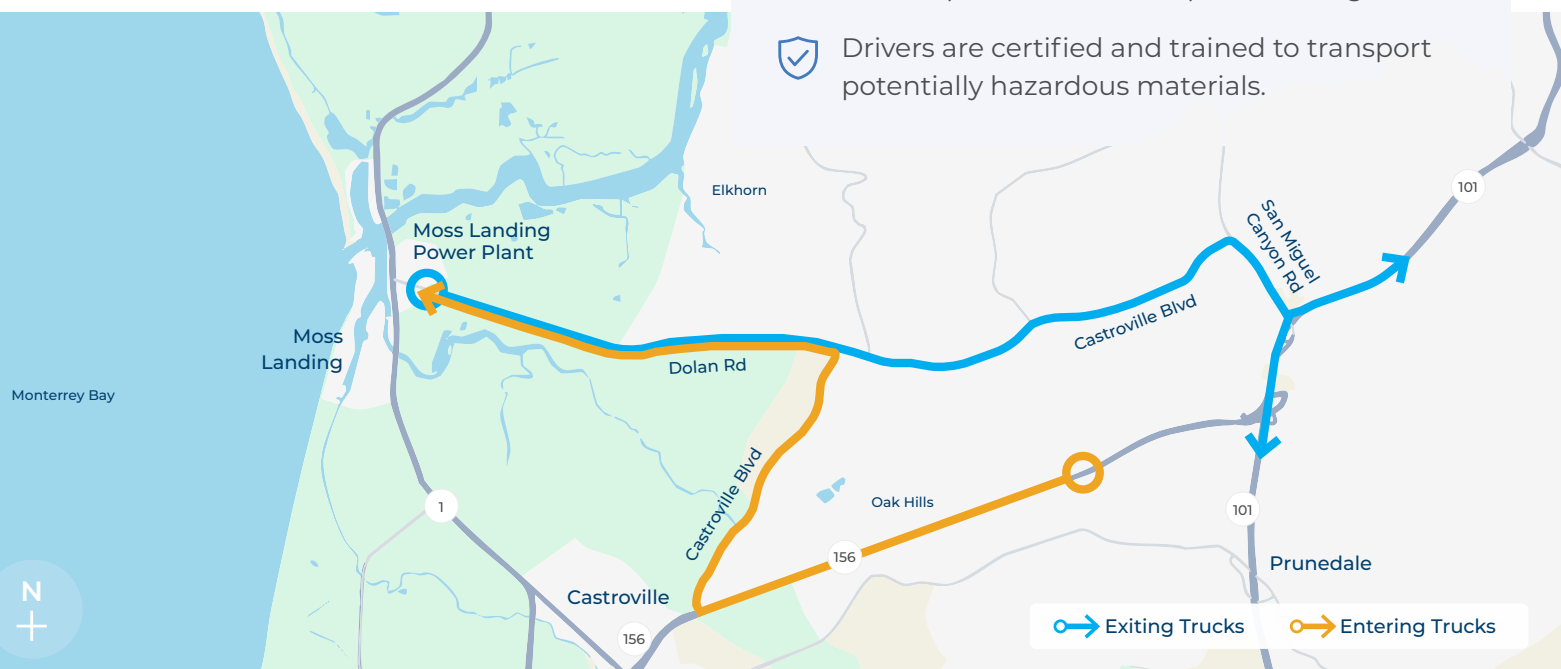 Drivers are certified and trained to transport
potentially hazardous materials.
Elkhorn
101
San Miguel
Canyon Rd
Moss Landing
Power Plant
Moss
Landing
Castroville Blvd
Dolan Rd
Monterrey Bay
Castroville Blvd
Oak Hills
1
101
156
Prunedale
N
Castroville
156
Exiting Trucks
Entering Trucks